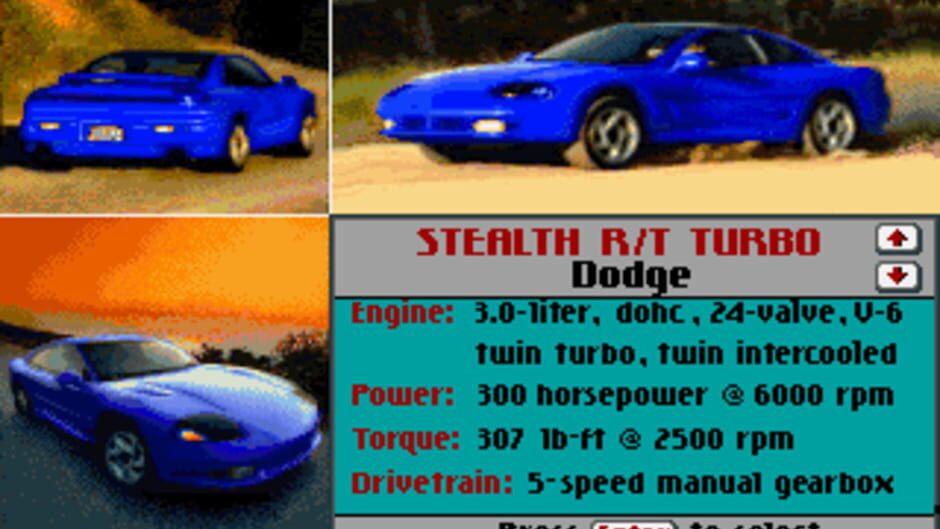 STEALTH R/T TURBO
Dodge
Engine: 3.0-liter, dohc, 24-valve, V-6
twin turbo, twin intercooled
Power: 300 horsepower @ 6000 rpm
Torque: 307 lb-ft @ 2500 rpm
Drivetrain: 5-speed manual gearbox
Press Enter to select